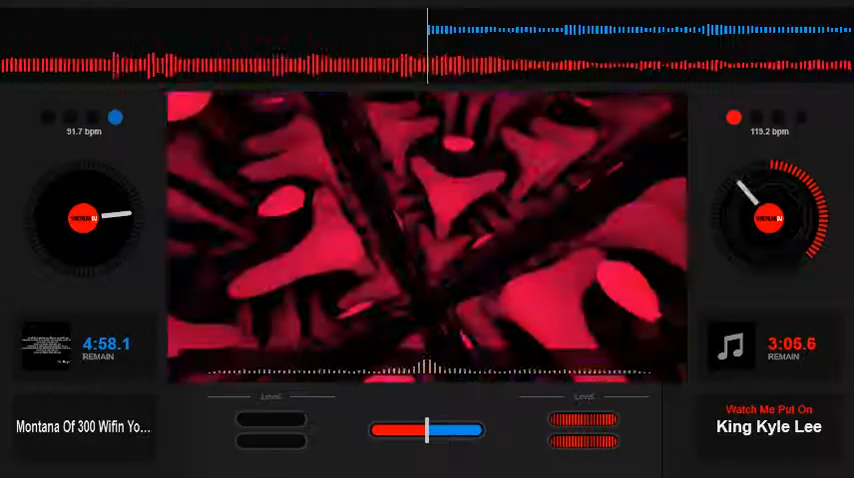 91.7 bpm
119.2 bpm
4:58.1
REMAIN
3:05.6
REMAIN
Level
Level
Montana Of 300 Wifin Yo...
Watch Me Put On
King Kyle Lee